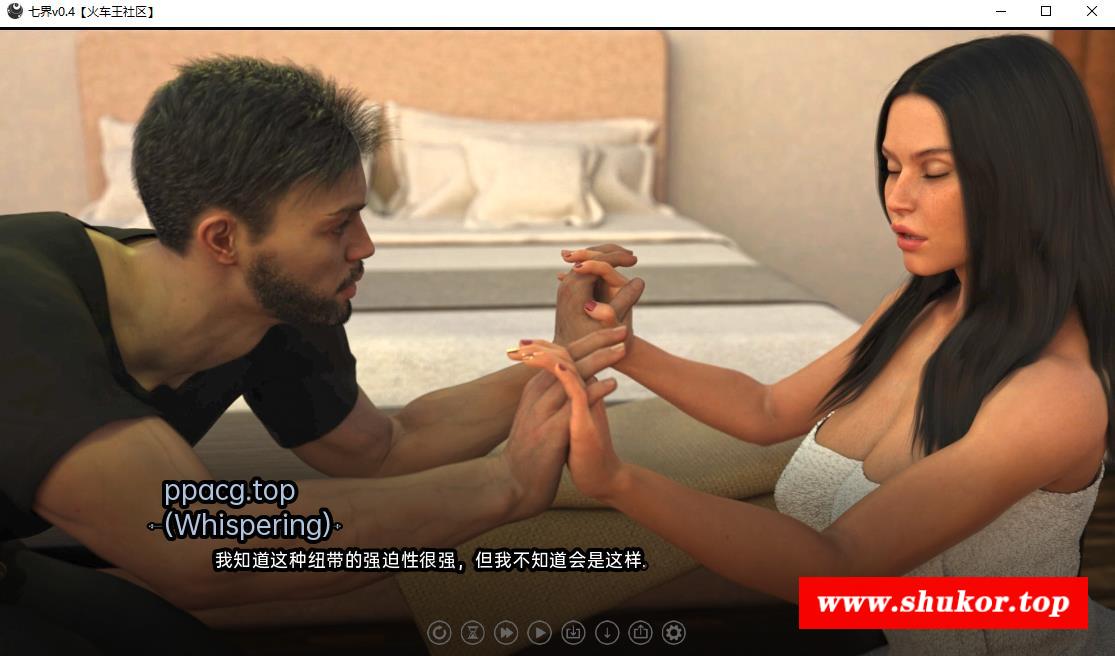 七界v0.4【火车王社区】
ppacg.top
(Whispering)
我知道这种纽带的强迫性很强，但我不知道会是这样.
www.shukor.top